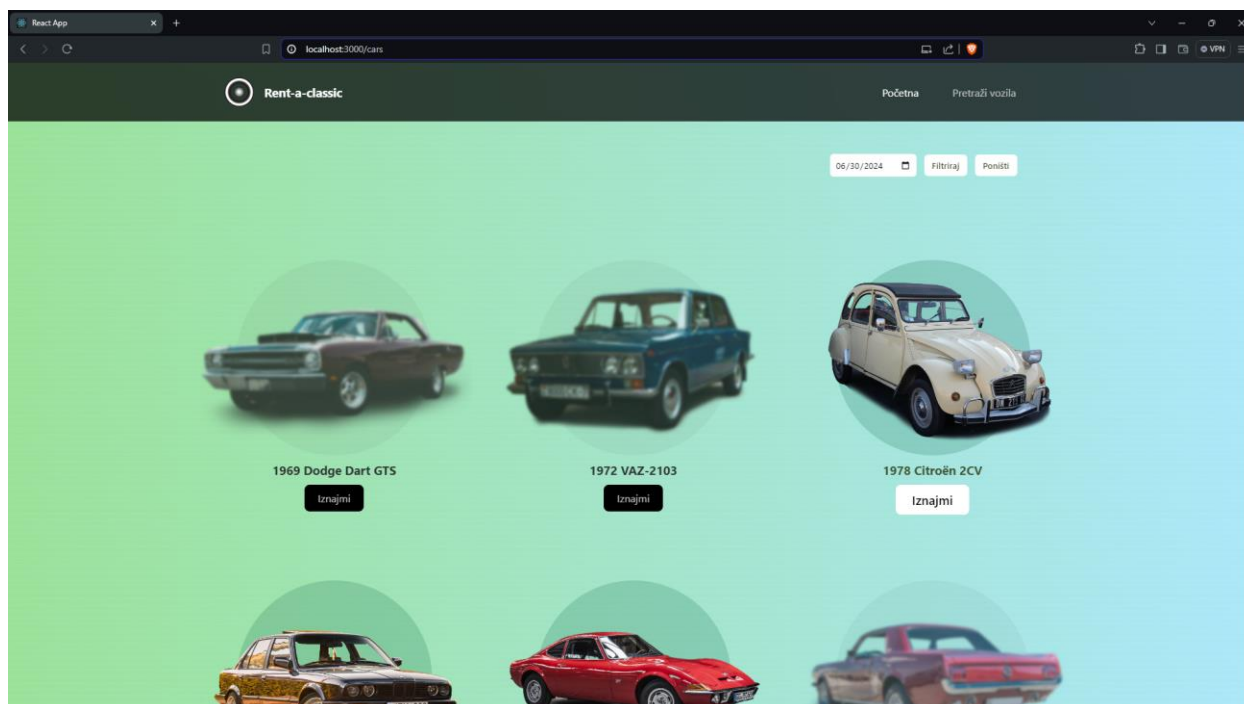 React App
localhost:3000/cars
VPN
Rent-a-classic
Početna
Pretraži vozila
06/30/2024
Filtriraj
Poništi
1969 Dodge Dart GTS
1972 VAZ-2103
1978 Citroën 2CV
Iznajmi
Iznajmi
Iznajmi